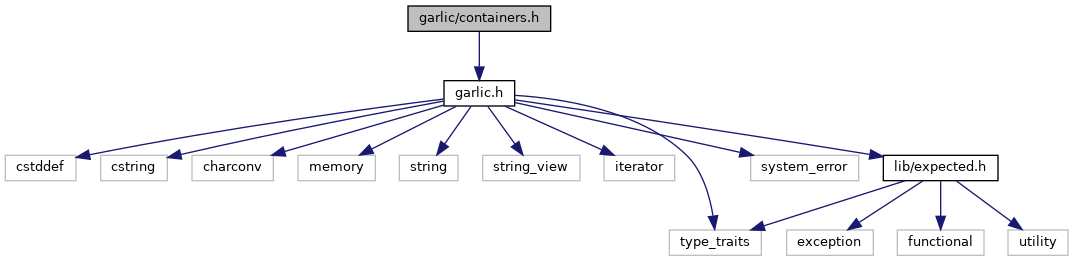 garlic/containers.h
garlic.h
cstddef
cstring
charconv
memory
string
string_view
iterator
system_error
lib/expected.h
type_traits
exception
functional
utility